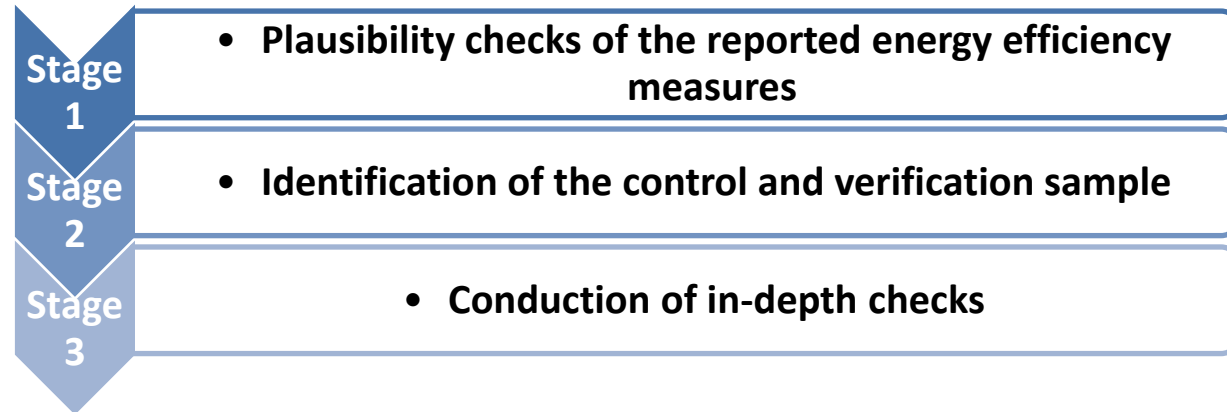 Stage
1
• Plausibility checks of the reported energy efficiency
measures
Stage
2
• Identification of the control and verification sample
Stage
3
• Conduction of in-depth checks